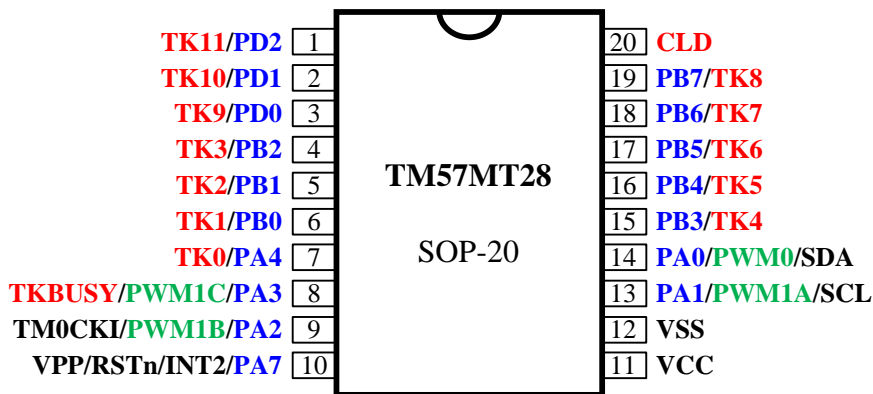 TK11/PD2 1 20 CLD
TK10/PD1 2 19 PB7/TK8
TK9/PD0 3 18 PB6/TK7
TK3/PB2 4 17 PB5/TK6
TM57MT28
TK2/PB1 5 16 PB4/TK5
TK1/PB0 6 15 PB3/TK4
TK0/PA4 7 SOP-20 14 PA0/PWM0/SDA
TKBUSY/PWM1C/PA3 8 13 PA1/PWM1A/SCL
TM0CKI/PWM1B/PA2 9 12 VSS
VPP/RSTn/INT2/PA7 10 11 VCC